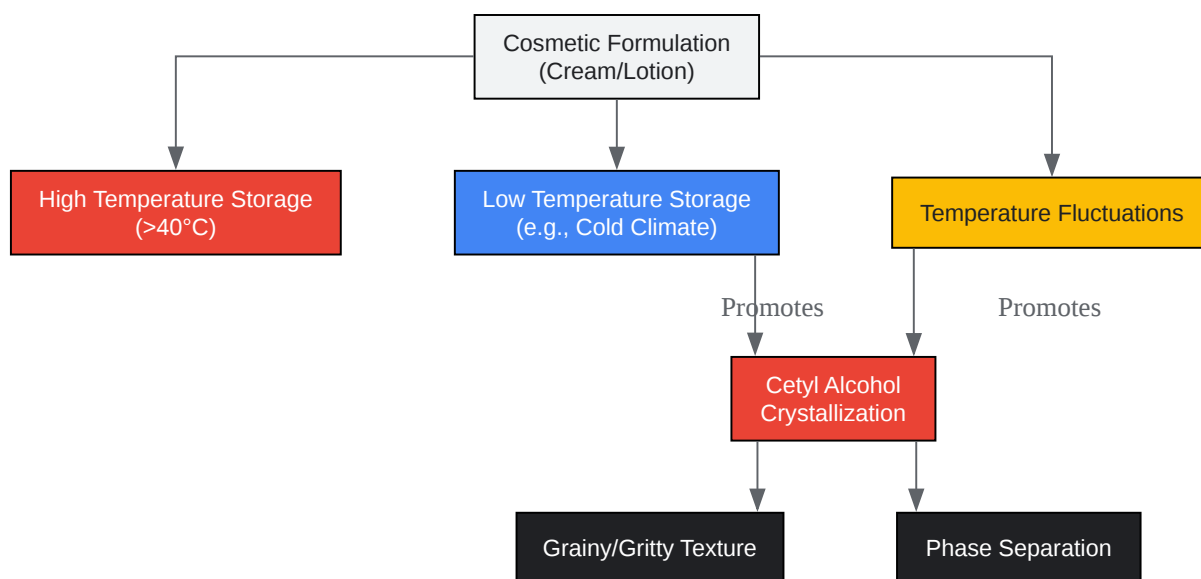 Cosmetic Formulation
(Cream/Lotion)
High Temperature Storage
(>40°C)
Low Temperature Storage
(e.g., Cold Climate)
Temperature Fluctuations
Promotes
Promotes
Cetyl Alcohol
Crystallization
Grainy/Gritty Texture
Phase Separation